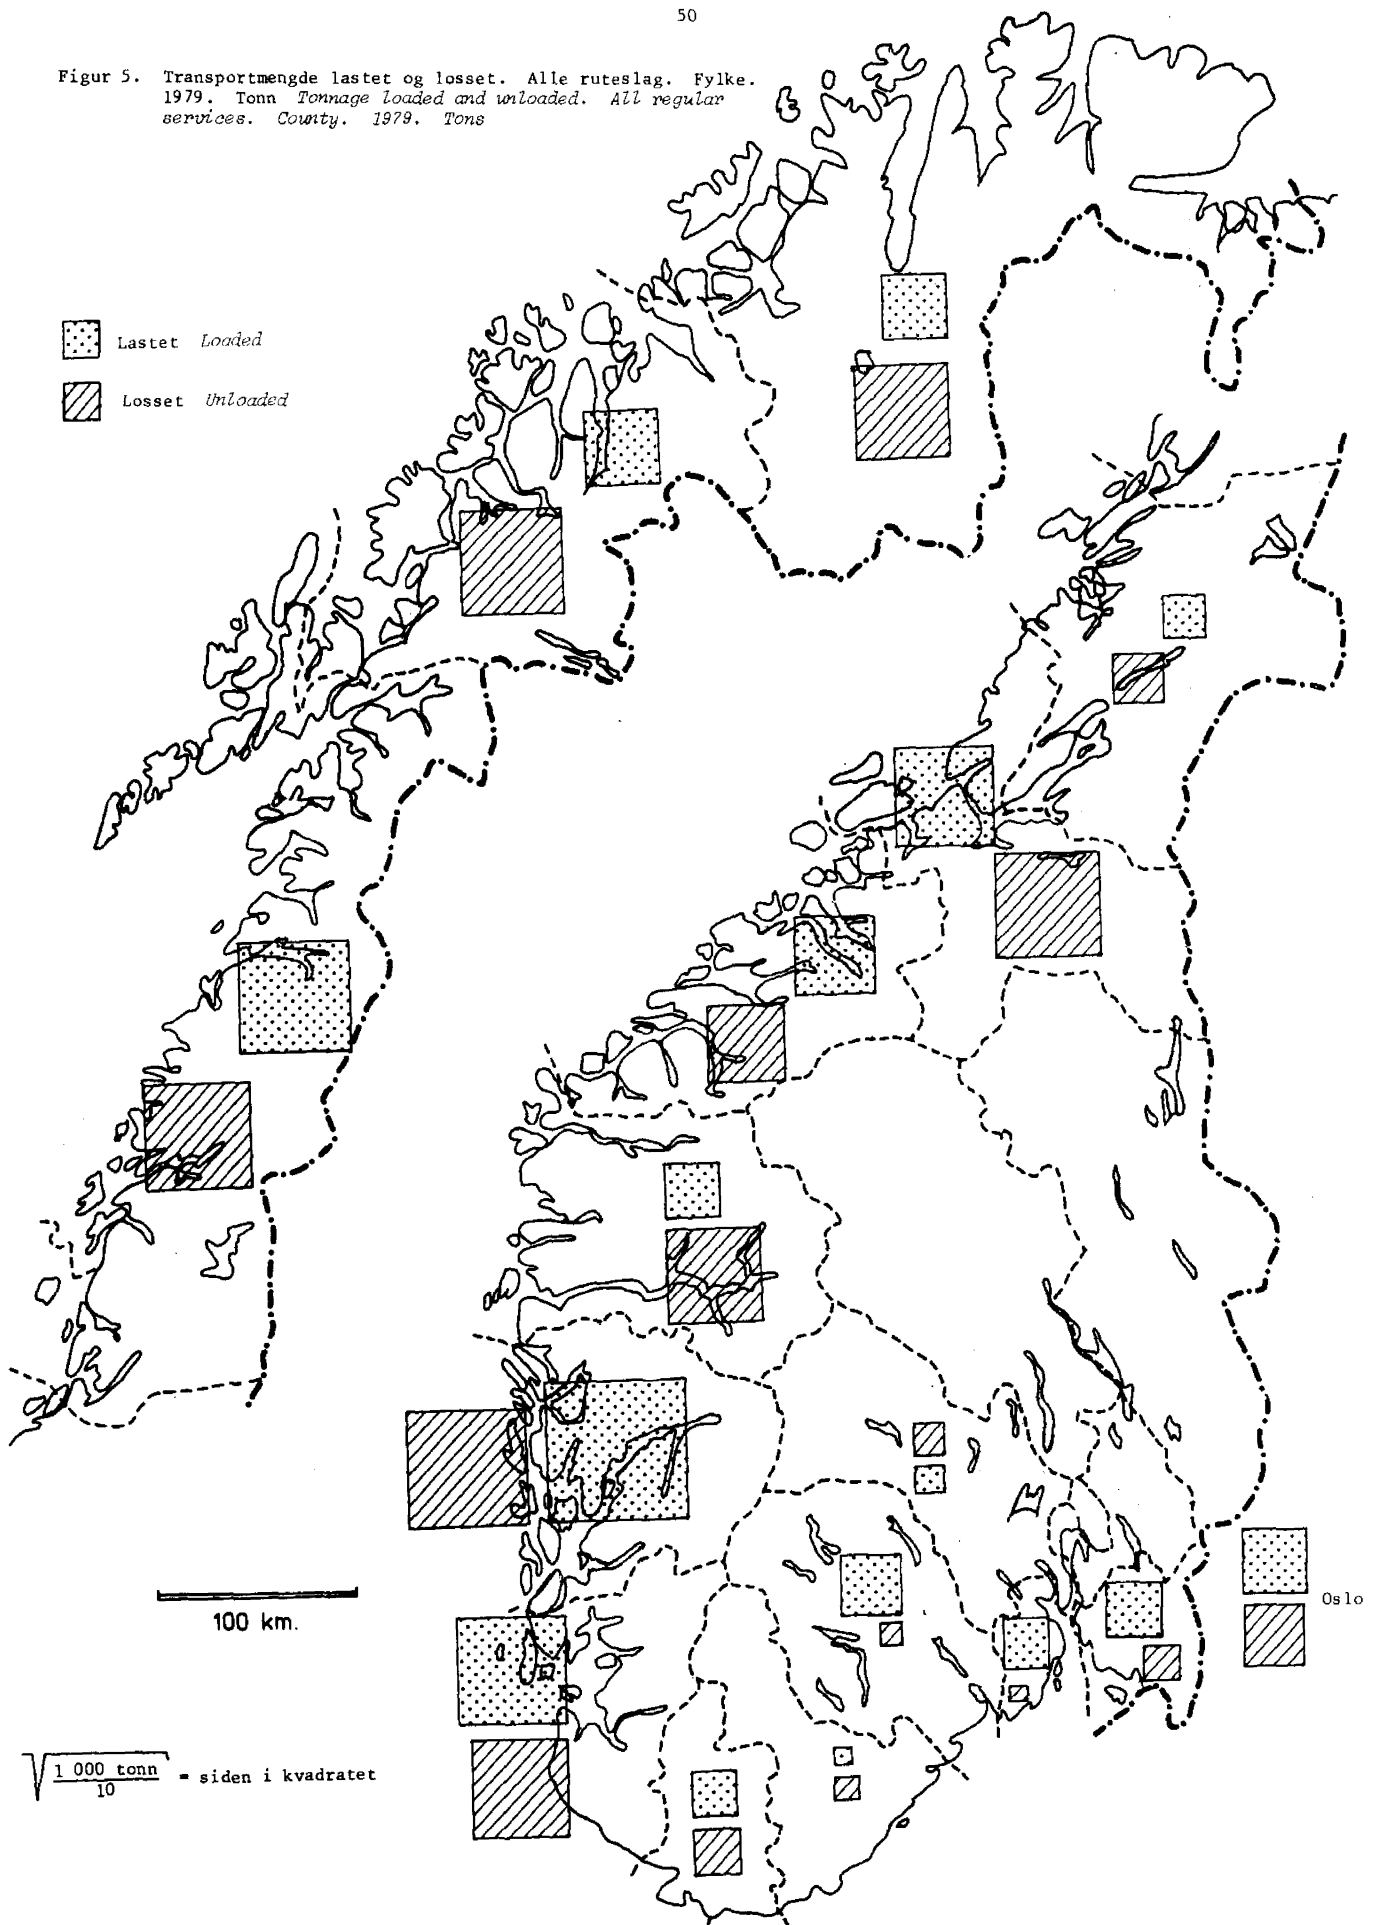 50
Figur 5. Transportmengde lastet og losset. Alle ruteslag. Fylke.
1979. Tonn Tonnage loaded and unloaded. All regular
services. County. 1979. Tons
Lastet Loaded
Losset Unloaded
100 km.
Oslo
√ 1 000 tonn / 10 = siden i kvadratet